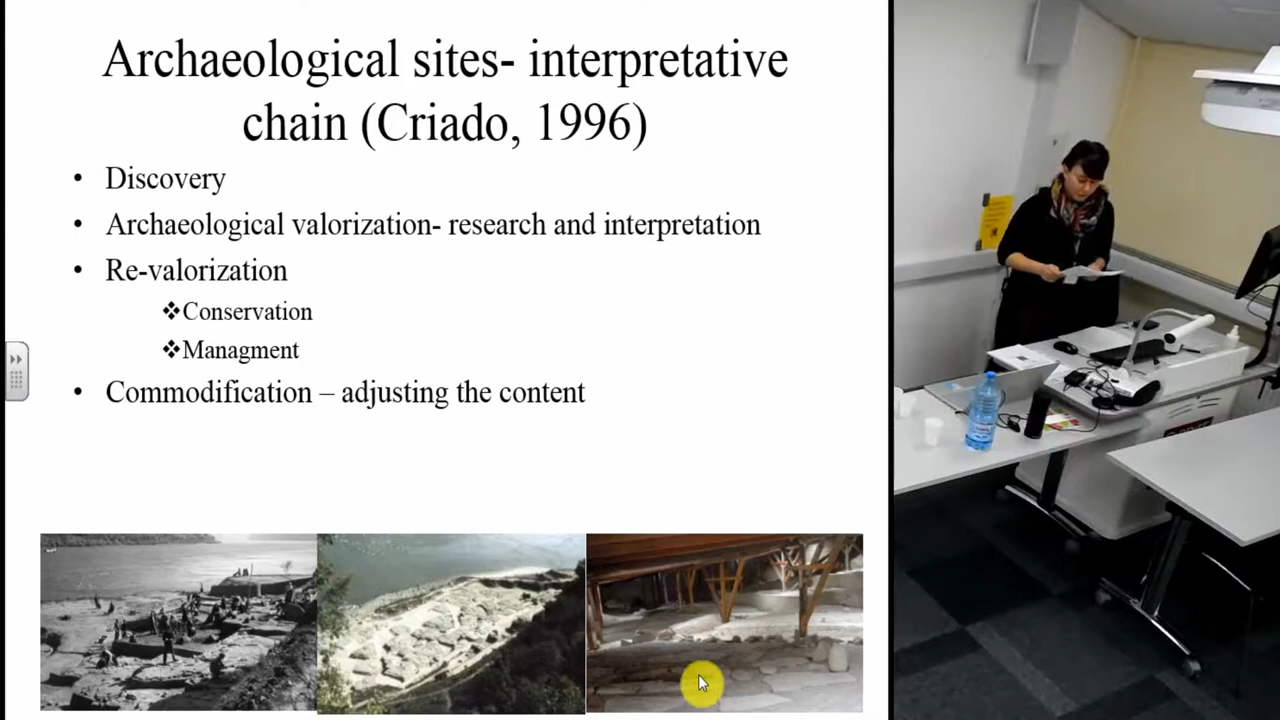 Archaeological sites- interpretative
chain (Criado, 1996)
• Discovery
• Archaeological valorization- research and interpretation
• Re-valorization
❖Conservation
❖Managment
• Commodification – adjusting the content